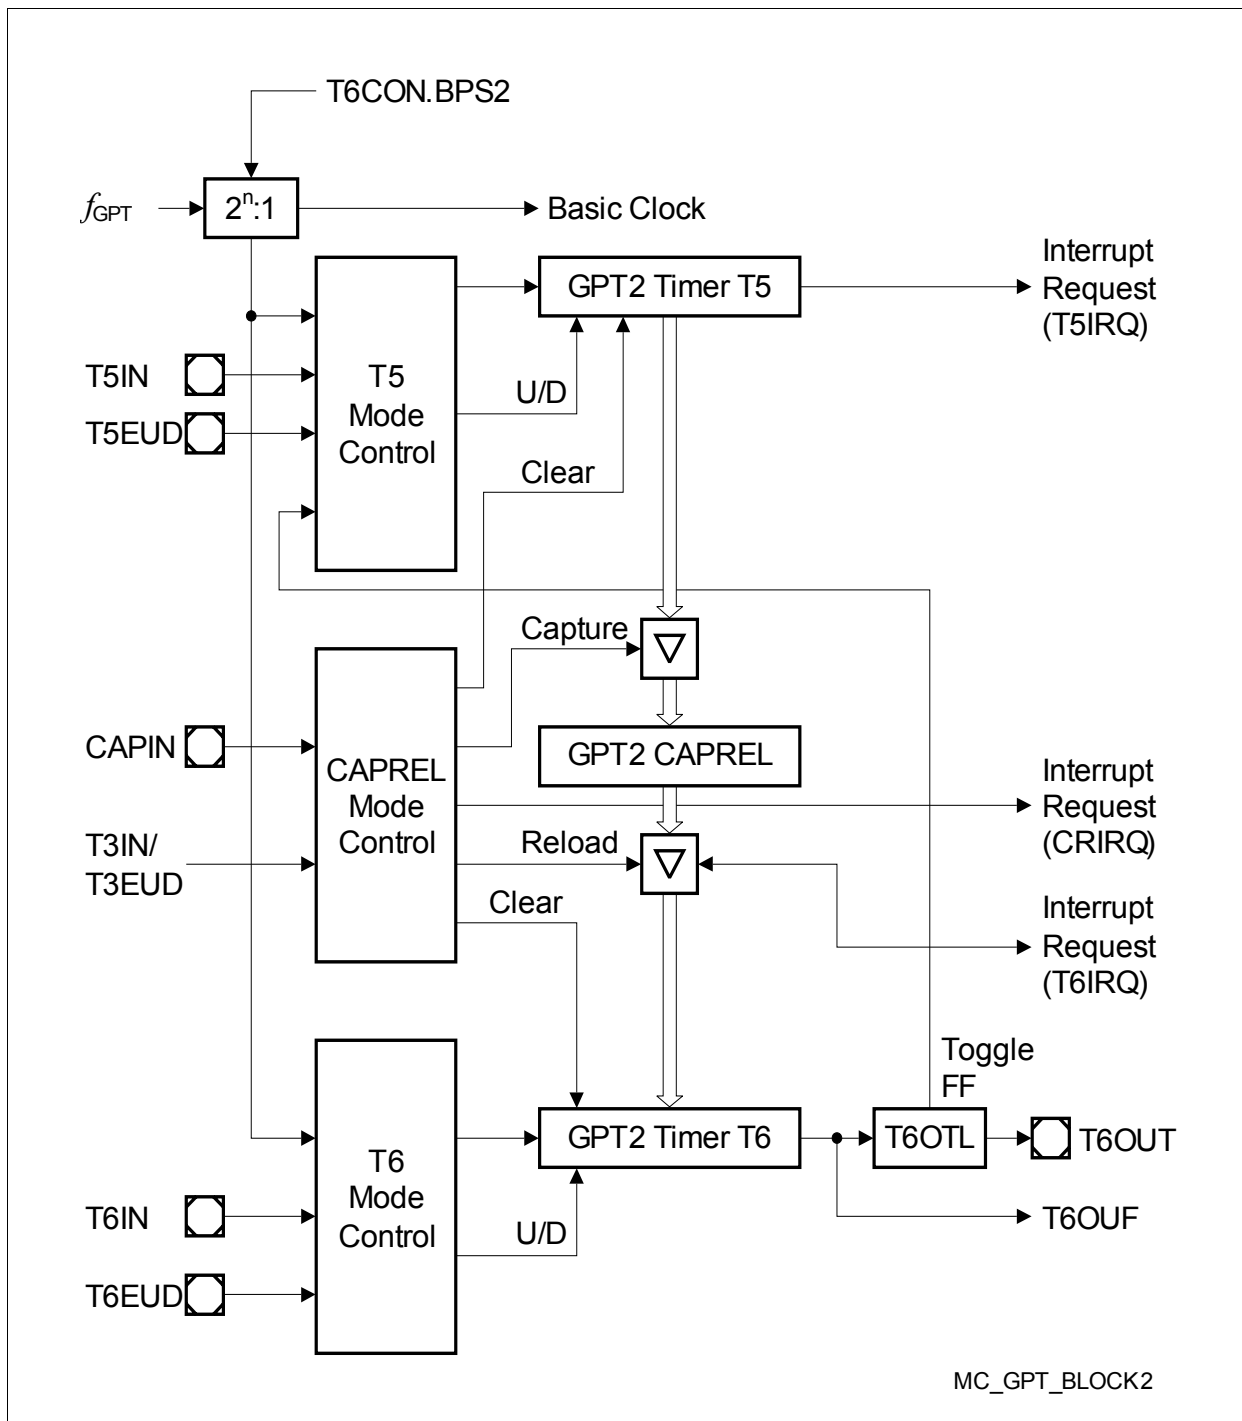 T6CON.BPS2
fGPT
2n:1
Basic Clock
Interrupt
Request
(T5IRQ)
GPT2 Timer T5
T5IN
T5EUD
T5
Mode
Control
U/D
Clear
Capture
CAPIN
CAPREL
Mode
Control
GPT2 CAPREL
Interrupt
Request
(CRIRQ)
T3IN/
T3EUD
Reload
Clear
Interrupt
Request
(T6IRQ)
Toggle
FF
GPT2 Timer T6
T6OTL
T6OUT
T6
Mode
Control
T6IN
U/D
T6OUF
T6EUD
MC_GPT_BLOCK2